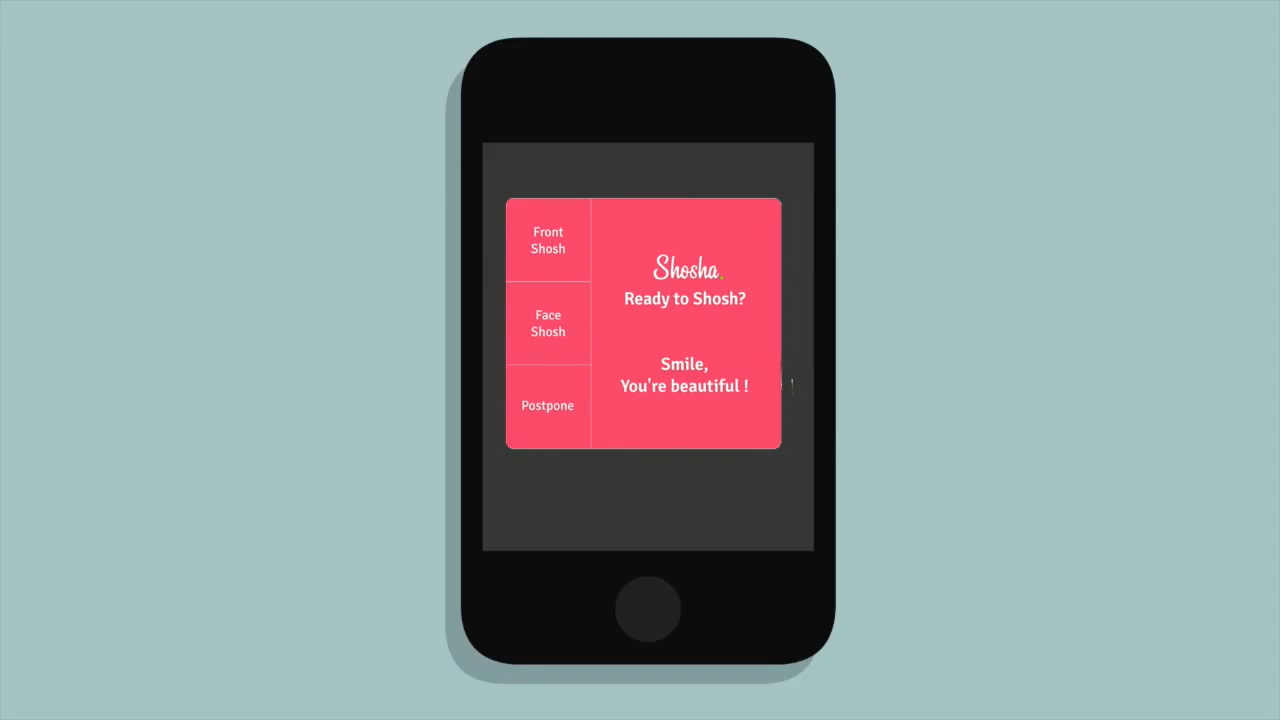 Front
Shosh
Face
Shosh
Postpone
Shosha.
Ready to Shosh?
Smile,
You're beautiful !